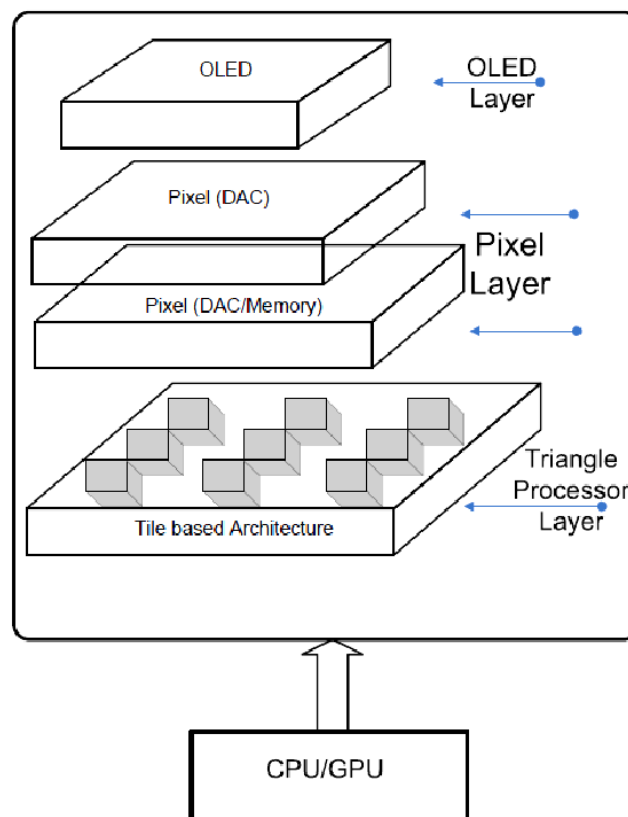 OLED
OLED
Layer
Pixel (DAC)
Pixel
Layer
Pixel (DAC/Memory)
Triangle
Processor
Layer
Tile based Architecture
CPU/GPU